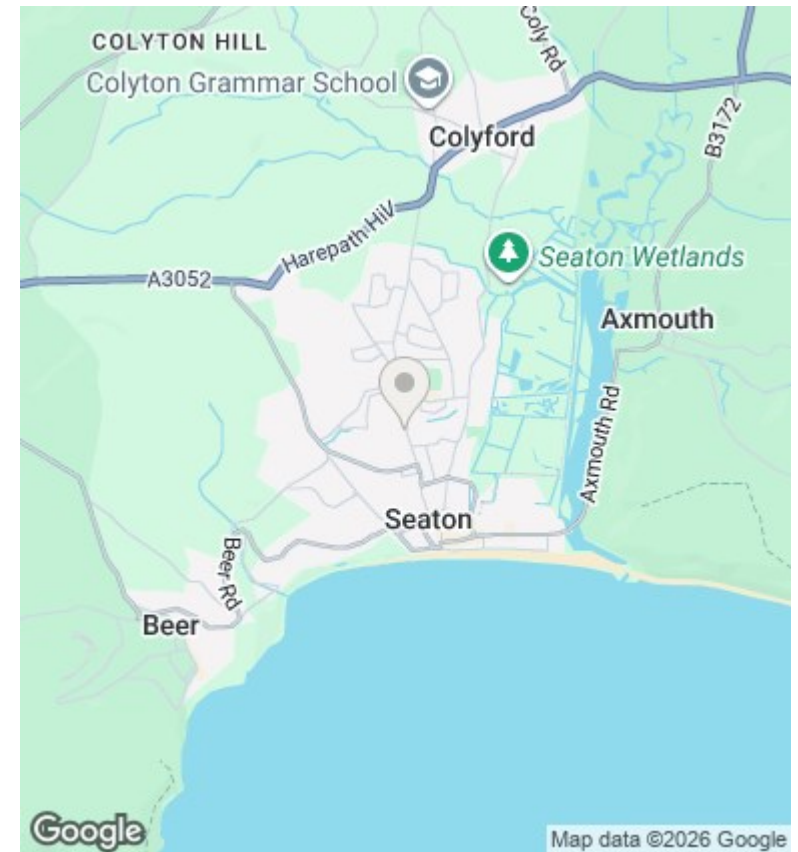 COLYTON HILL
Coly Rd
Colyton Grammar School
Colyford
B3172
Harepath Hill
Seaton Wetlands
A3052
Axmouth
Axmouth Rd
Seaton
Beer Rd
Beer
Google
Map data ©2026 Google